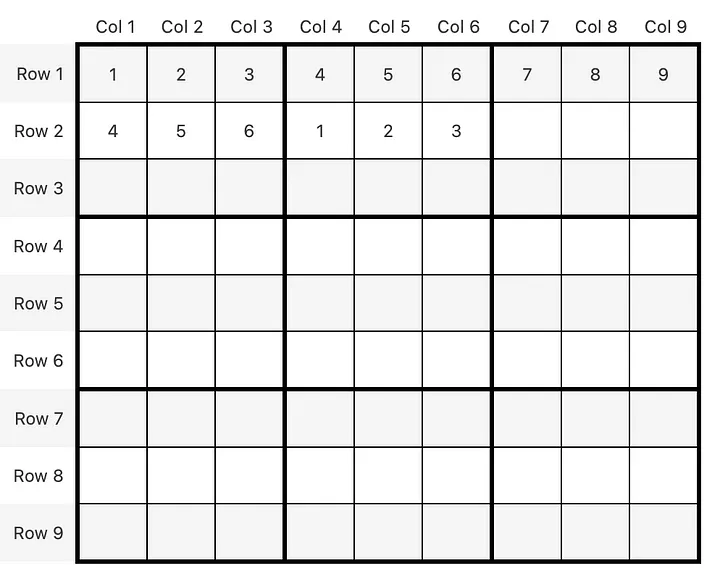 Col 1 Col 2 Col 3 Col 4 Col 5 Col 6 Col 7 Col 8 Col 9
Row 1 1 2 3 4 5 6 7 8 9
Row 2 4 5 6 1 2 3
Row 3
Row 4
Row 5
Row 6
Row 7
Row 8
Row 9